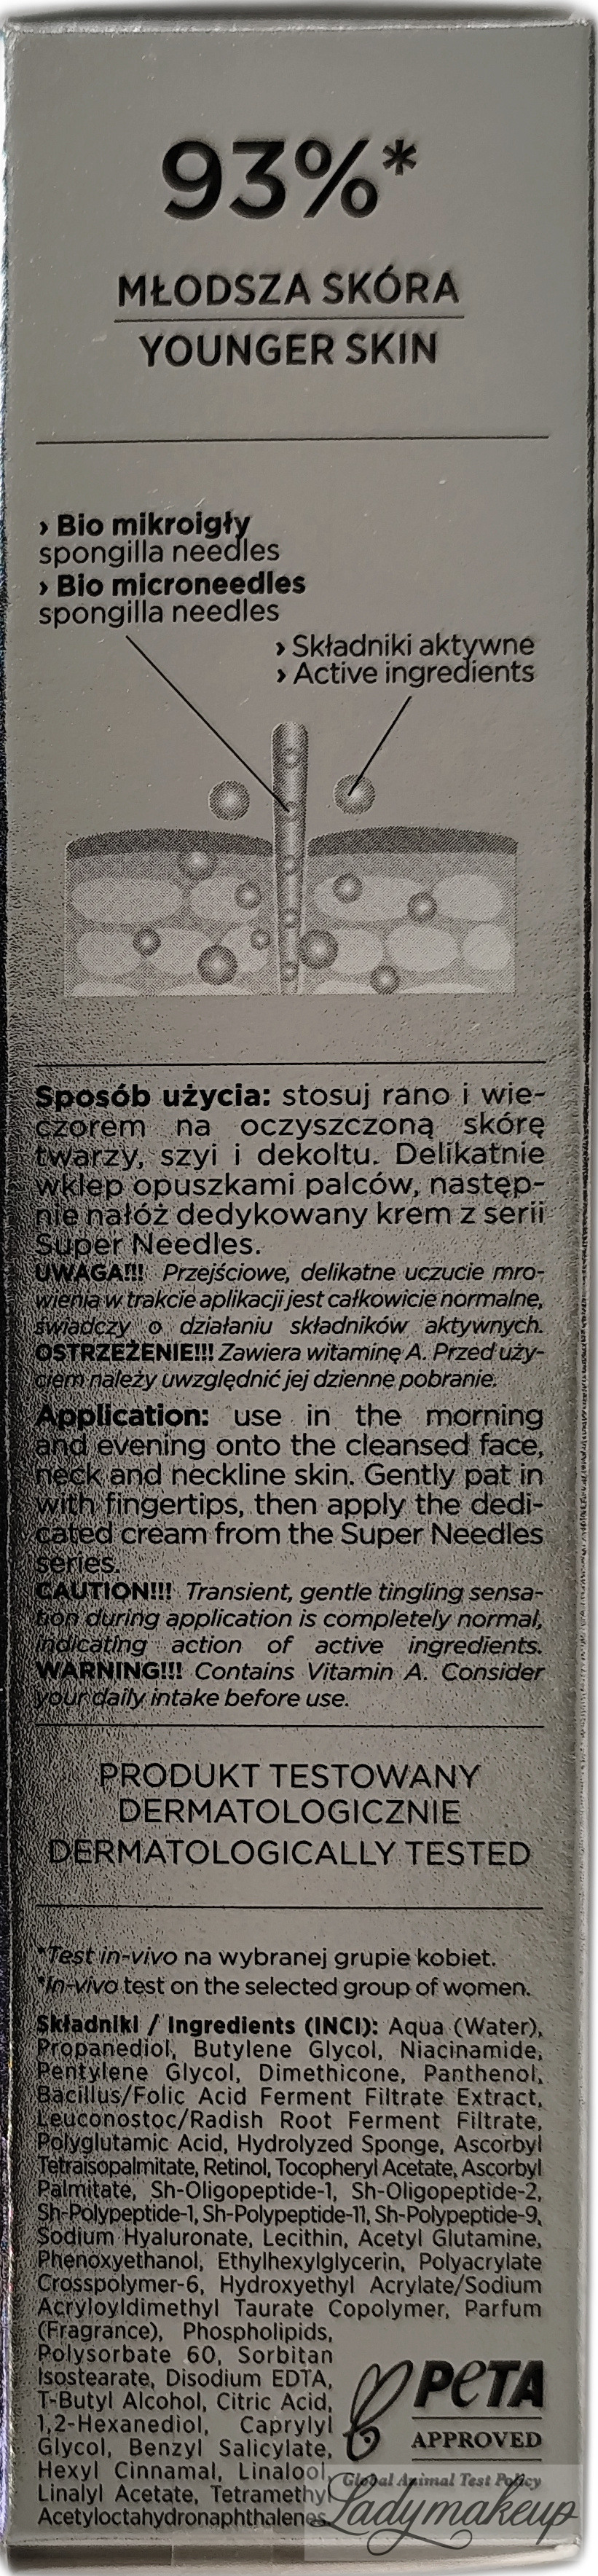 93%*
MŁODSZA SKÓRA
YOUNGER SKIN
› Bio mikroigły
spongilla needles
› Bio microneedles
spongilla needles
› Składniki aktywne
› Active ingredients
Sposób użycia: stosuj rano i wie-
czorem na oczyszczoną skórę
twarzy, szyi i dekoltu. Delikatnie
wklep opuszkami palców, następ-
nie nałóż dedykowany krem z serii
Super Needles.
UWAGA!!! Przejściowe, delikatne uczucie mro-
wienia w trakcie aplikacji jest całkowicie normalne,
świadczy o działaniu składników aktywnych.
OSTRZEŻENIE!!! Zawiera witaminę A. Przed uży-
ciem należy uwzględnić jej dzienne pobranie.
Application: use in the morning
and evening onto the cleansed face,
neck and neckline skin. Gently pat in
with fingertips, then apply the dedi-
cated cream from the Super Needles
series.
CAUTION!!! Transient, gentle tingling sensa-
tion during application is completely normal,
indicating action of active ingredients.
WARNING!!! Contains Vitamin A. Consider
your daily intake before use.
PRODUKT TESTOWANY
DERMATOLOGICZNIE
DERMATOLOGICALLY TESTED
*Test in-vivo na wybranej grupie kobiet.
*In-vivo test on the selected group of women.
Składniki / Ingredients (INCI): Aqua (Water),
Propanediol, Butylene Glycol, Niacinamide,
Pentylene Glycol, Dimethicone, Panthenol,
Bacillus/Folic Acid Ferment Filtrate Extract,
Leuconostoc/Radish Root Ferment Filtrate,
Polyglutamic Acid, Hydrolyzed Sponge, Ascorbyl
Tetraisopalmitate, Retinol, Tocopheryl Acetate, Ascorbyl
Palmitate, Sh-Oligopeptide-1, Sh-Oligopeptide-2,
Sh-Polypeptide-1, Sh-Polypeptide-11, Sh-Polypeptide-9,
Sodium Hyaluronate, Lecithin, Acetyl Glutamine,
Phenoxyethanol, Ethylhexylglycerin, Polyacrylate
Crosspolymer-6, Hydroxyethyl Acrylate/Sodium
Acryloyldimethyl Taurate Copolymer, Parfum
(Fragrance), Phospholipids,
Polysorbate 60, Sorbitan
Isostearate, Disodium EDTA,
T-Butyl Alcohol, Citric Acid,
1,2-Hexanediol, Caprylyl
Glycol, Benzyl Salicylate,
Hexyl Cinnamal, Linalool,
Linalyl Acetate, Tetramethyl
Acetyloctahydronaphthalenes.
PeTA
APPROVED
Global Animal Test Policy
Ladymakeup